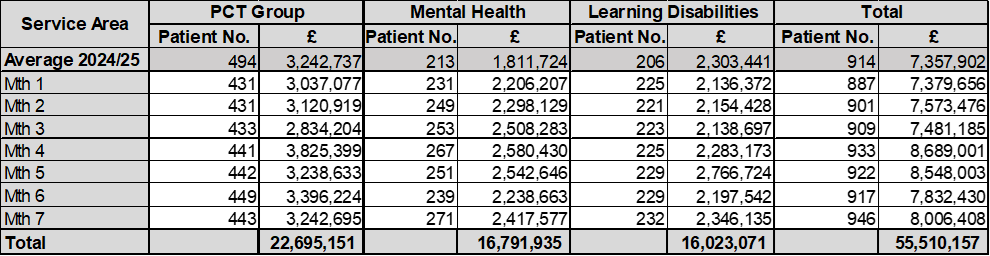 Service Area PCT Group Mental Health Learning Disabilities Total
Patient No. £ Patient No. £ Patient No. £ Patient No. £
Average 2024/25 494 3,242,737 213 1,811,724 206 2,303,441 914 7,357,902
Mth 1 431 3,037,077 231 2,206,207 225 2,136,372 887 7,379,656
Mth 2 431 3,120,919 249 2,298,129 221 2,154,428 901 7,573,476
Mth 3 433 2,834,204 253 2,508,283 223 2,138,697 909 7,481,185
Mth 4 441 3,825,399 267 2,580,430 225 2,283,173 933 8,689,001
Mth 5 442 3,238,633 251 2,542,646 229 2,766,724 922 8,548,003
Mth 6 449 3,396,224 239 2,238,663 229 2,197,542 917 7,832,430
Mth 7 443 3,242,695 271 2,417,577 232 2,346,135 946 8,006,408
Total 22,695,151 16,791,935 16,023,071 55,510,157